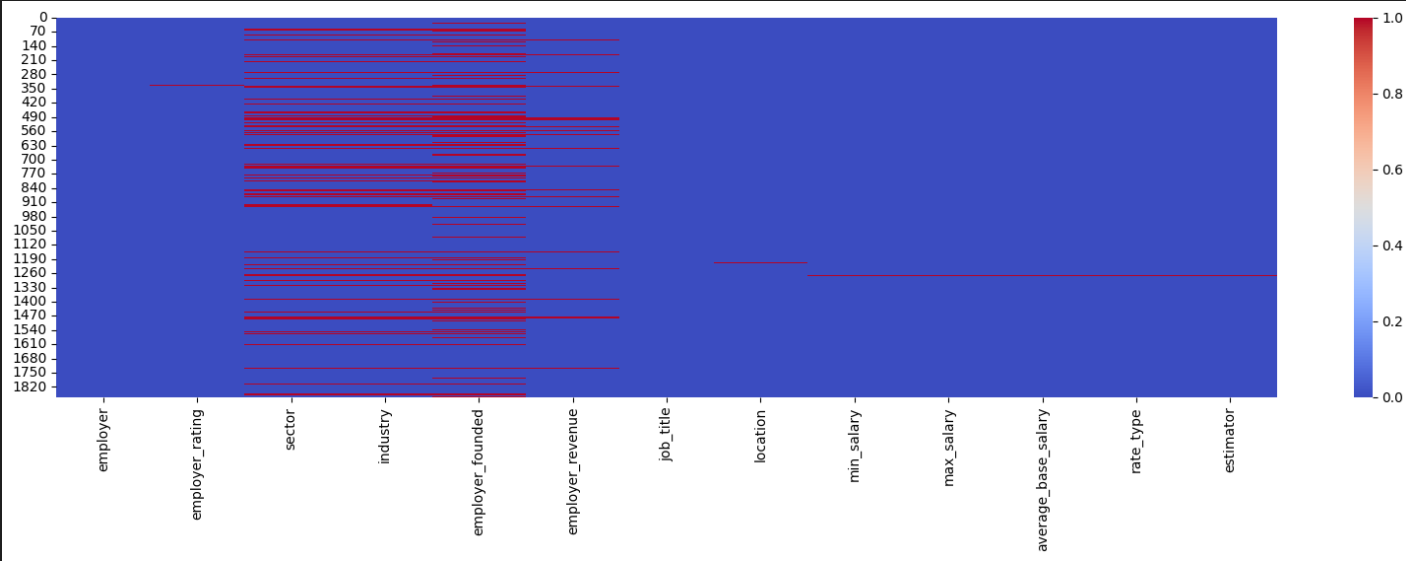 0
70
140
210
280
350
420
490
560
630
700
770
840
910
980
1050
1120
1190
1260
1330
1400
1470
1540
1610
1680
1750
1820
employer
employer_rating
sector
industry
employer_founded
employer_revenue
job_title
location
min_salary
max_salary
average_base_salary
rate_type
estimator
1.0
0.8
0.6
0.4
0.2
0.0